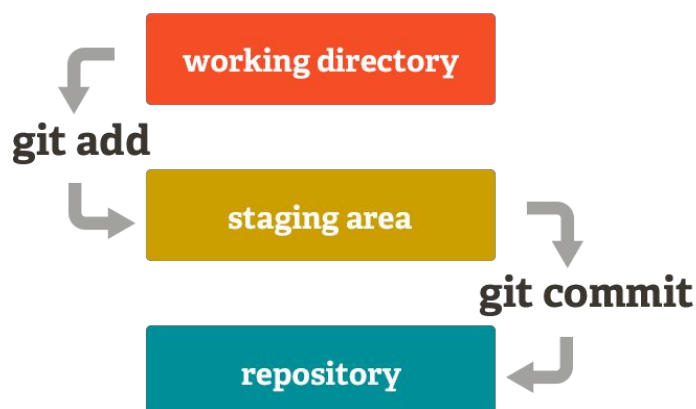 working directory
git add
staging area
git commit
repository